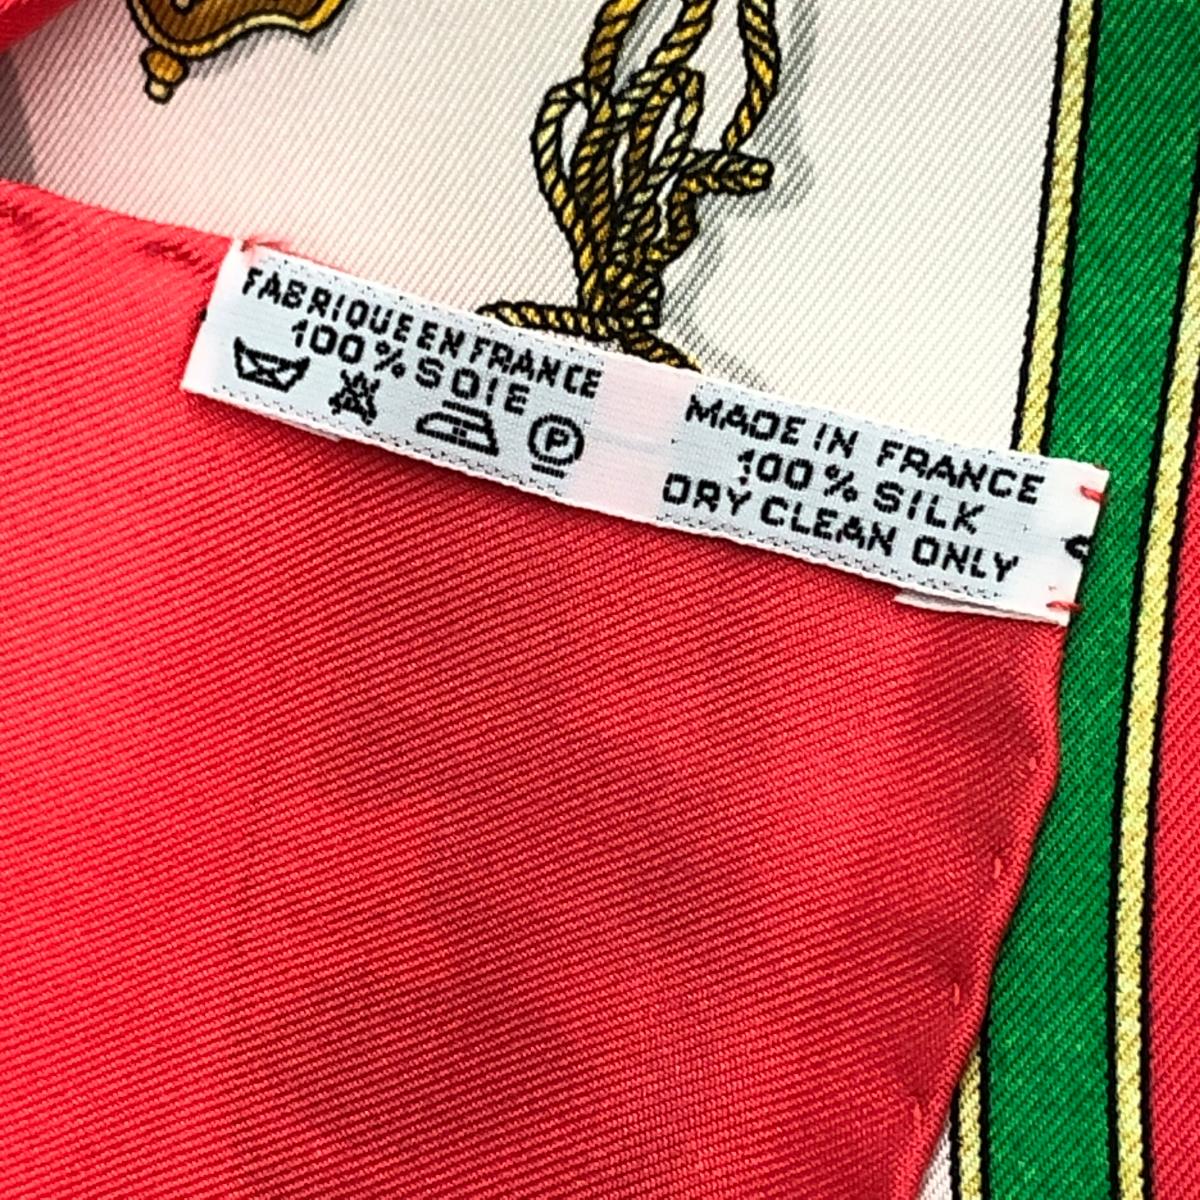 FABRIQUE EN FRANCE
100 % SOIE
P
MADE IN FRANCE
100 % SILK
DRY CLEAN ONLY